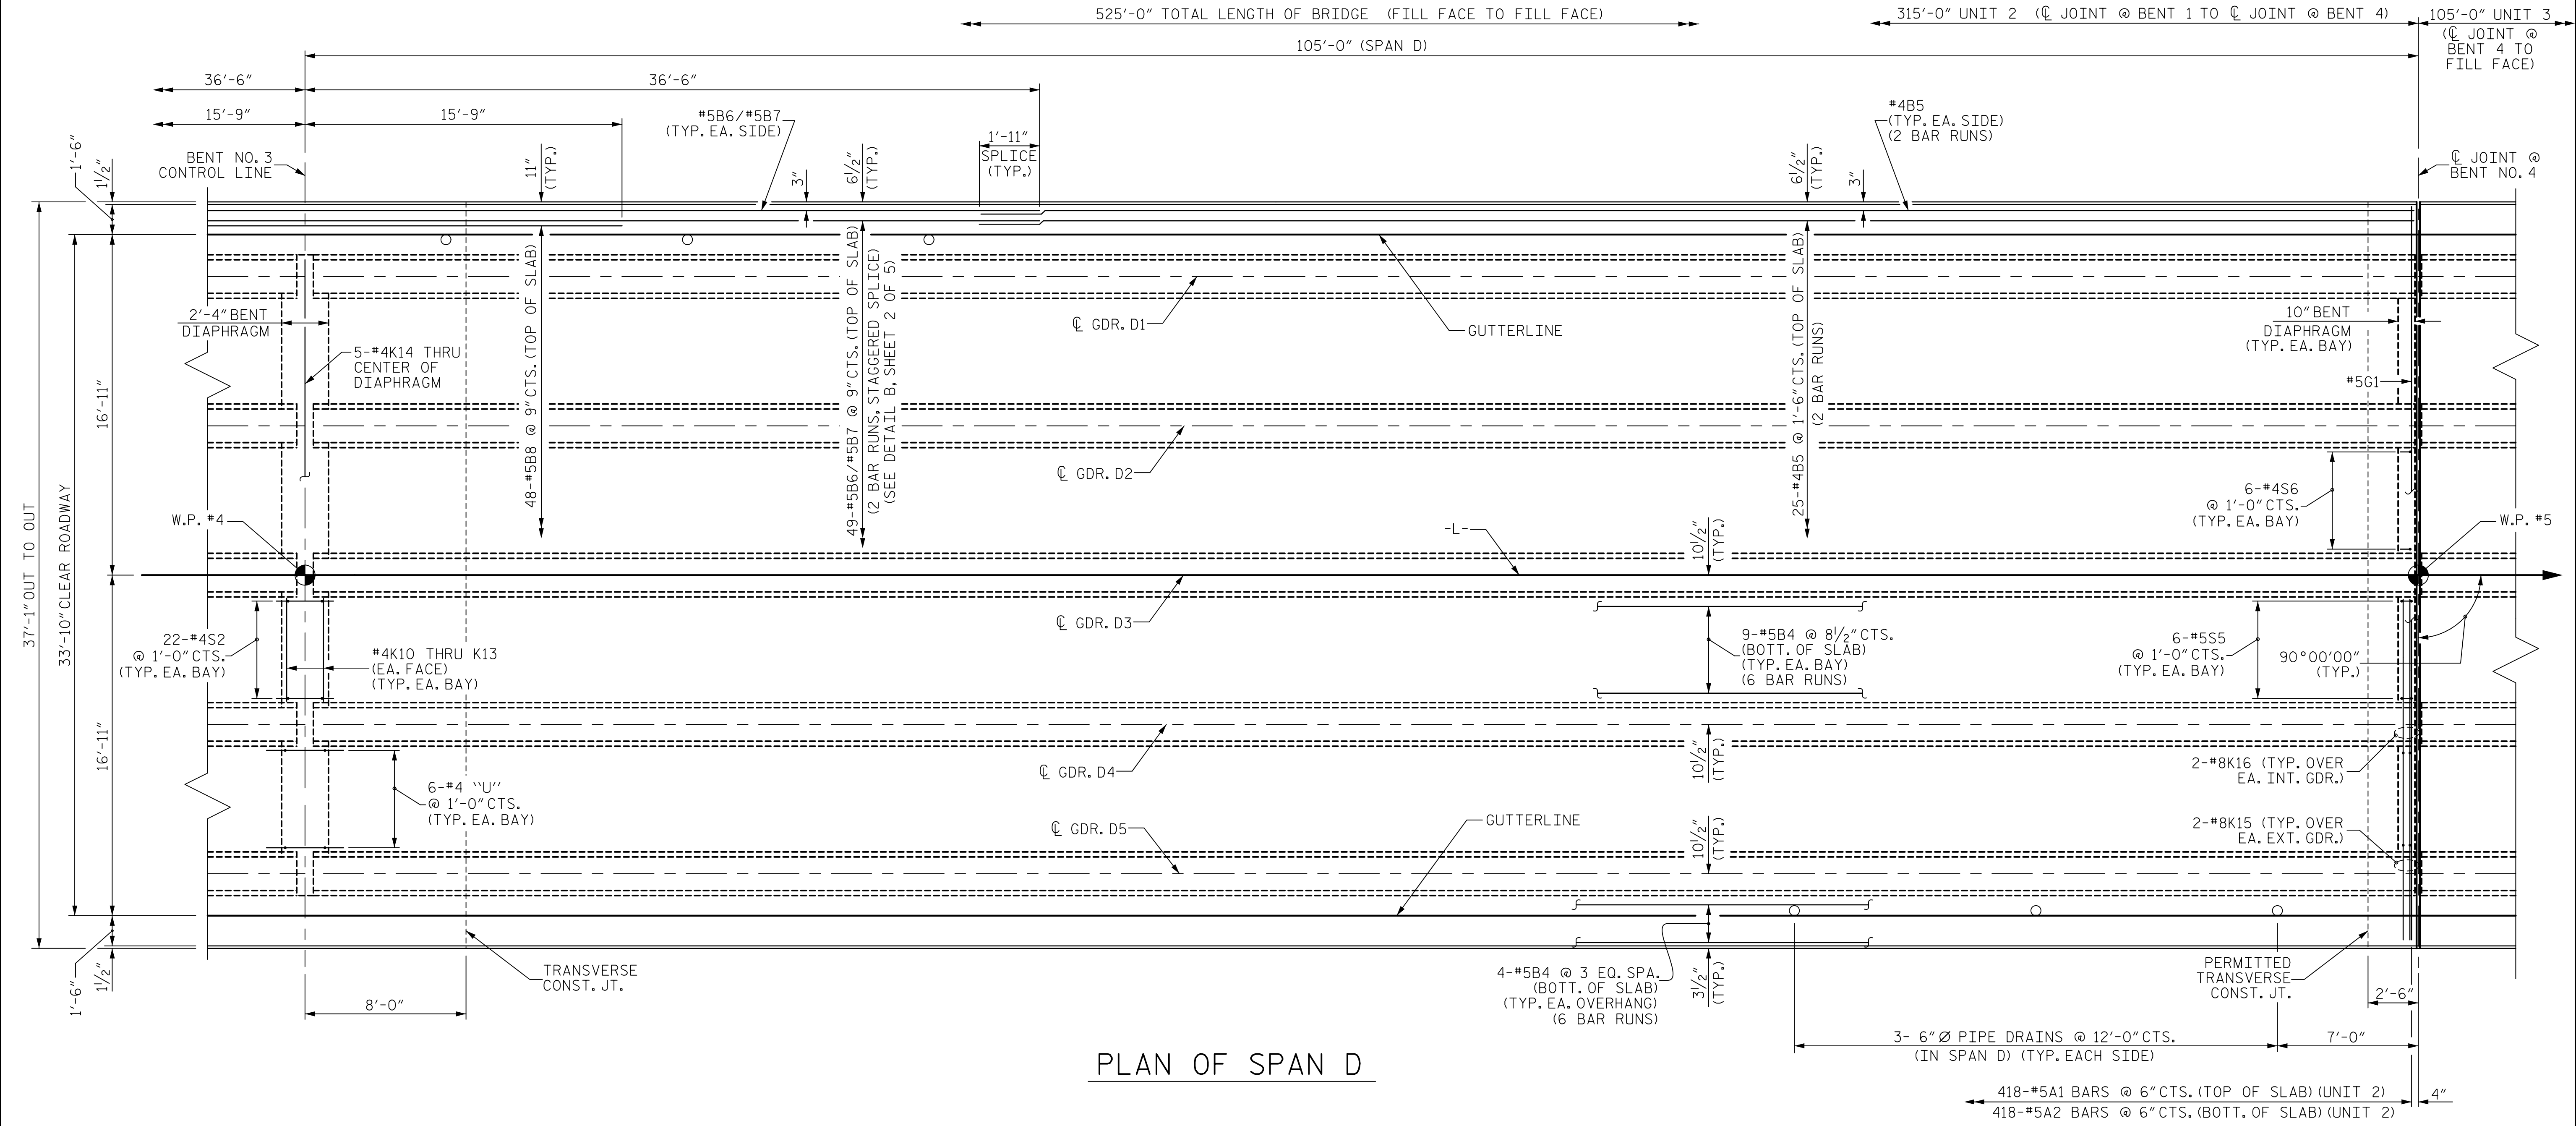 525'-0" TOTAL LENGTH OF BRIDGE (FILL FACE TO FILL FACE)
315'-0" UNIT 2 (℄ JOINT @ BENT 1 TO ℄ JOINT @ BENT 4)
105'-0" UNIT 3
(℄ JOINT @
BENT 4 TO
FILL FACE)
105'-0" (SPAN D)
36'-6"
36'-6"
15'-9"
15'-9"
#5B6/#5B7
(TYP. EA. SIDE)
1'-11"
SPLICE
(TYP.)
#4B5
(TYP. EA. SIDE)
(2 BAR RUNS)
1'-6"
1½"
BENT NO. 3
CONTROL LINE
11"
(TYP.)
3"
6½"
(TYP.)
6½"
(TYP.)
3"
℄ JOINT @
BENT NO. 4
48-#5B8 @ 9" CTS. (TOP OF SLAB)
49-#5B6/#5B7 @ 9" CTS. (TOP OF SLAB)
(2 BAR RUNS, STAGGERED SPLICE)
(SEE DETAIL B, SHEET 2 OF 5)
25-#4B5 @ 1'-6" CTS. (TOP OF SLAB)
(2 BAR RUNS)
2'-4" BENT
DIAPHRAGM
5-#4K14 THRU
CENTER OF
DIAPHRAGM
℄ GDR. D1
GUTTERLINE
10" BENT
DIAPHRAGM
(TYP. EA. BAY)
#5G1
16'-11"
37'-1" OUT TO OUT
33'-10" CLEAR ROADWAY
℄ GDR. D2
6-#4S6
@ 1'-0" CTS.
(TYP. EA. BAY)
W.P. #4
-L-
10½"
(TYP.)
W.P. #5
℄ GDR. D3
22-#4S2
@ 1'-0" CTS.
(TYP. EA. BAY)
#4K10 THRU K13
(EA. FACE)
(TYP. EA. BAY)
9-#5B4 @ 8½" CTS.
(BOTT. OF SLAB)
(TYP. EA. BAY)
(6 BAR RUNS)
6-#5S5
@ 1'-0" CTS.
(TYP. EA. BAY)
90°00'00"
(TYP.)
16'-11"
℄ GDR. D4
10½"
(TYP.)
6-#4 "U"
@ 1'-0" CTS.
(TYP. EA. BAY)
2-#8K16 (TYP. OVER
EA. INT. GDR.)
℄ GDR. D5
GUTTERLINE
10½"
(TYP.)
2-#8K15 (TYP. OVER
EA. EXT. GDR.)
1'-6"
1½"
TRANSVERSE
CONST. JT.
8'-0"
4-#5B4 @ 3 EQ. SPA.
(BOTT. OF SLAB)
(TYP. EA. OVERHANG)
(6 BAR RUNS)
3½"
(TYP.)
PERMITTED
TRANSVERSE
CONST. JT.
2'-6"
3- 6"Ø PIPE DRAINS @ 12'-0" CTS.
(IN SPAN D) (TYP. EACH SIDE)
7'-0"
PLAN OF SPAN D
418-#5A1 BARS @ 6" CTS. (TOP OF SLAB) (UNIT 2)
418-#5A2 BARS @ 6" CTS. (BOTT. OF SLAB) (UNIT 2)
4"